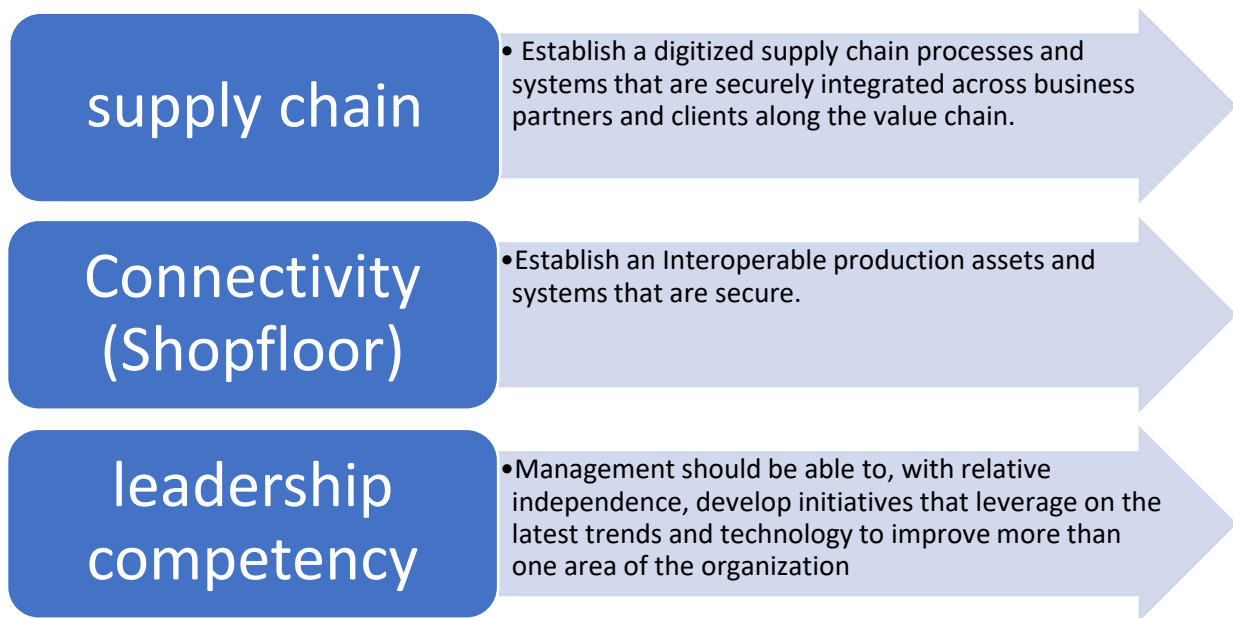 supply chain
• Establish a digitized supply chain processes and
systems that are securely integrated across business
partners and clients along the value chain.
Connectivity
(Shopfloor)
•Establish an Interoperable production assets and
systems that are secure.
leadership
competency
•Management should be able to, with relative
independence, develop initiatives that leverage on the
latest trends and technology to improve more than
one area of the organization